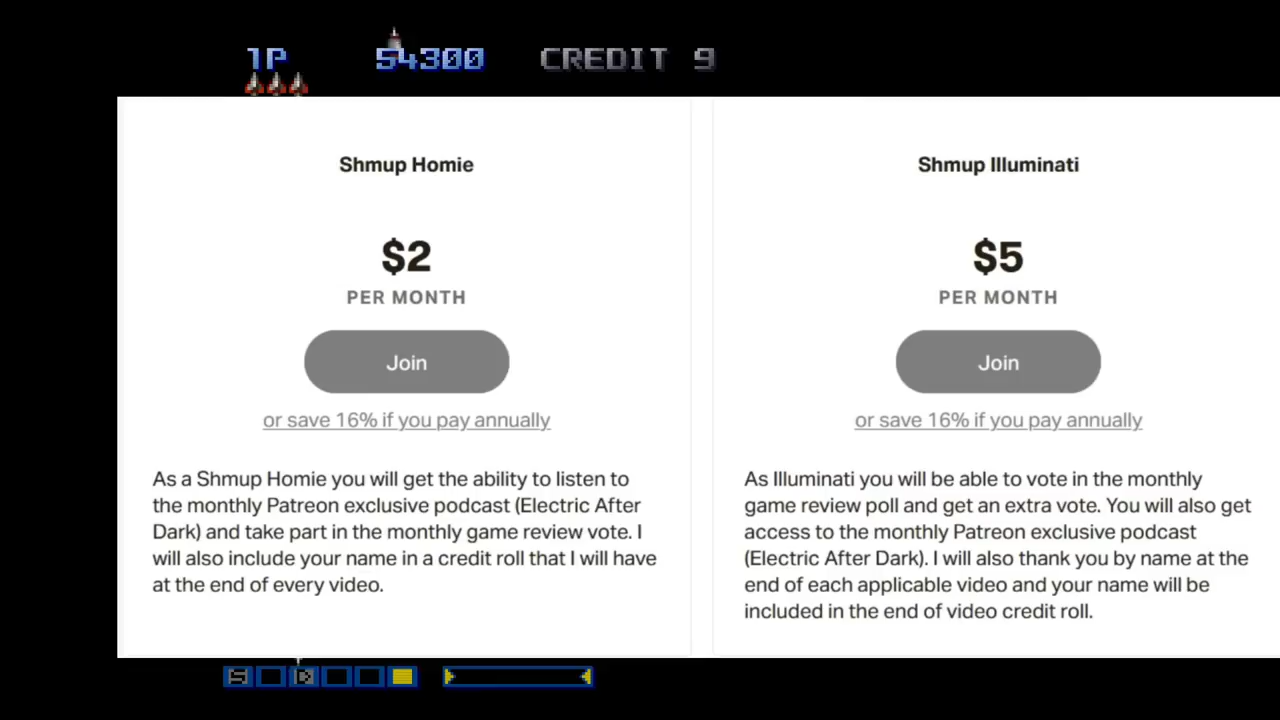 1P 54300 CREDIT 9
Shmup Homie
$2
PER MONTH
Join
or save 16% if you pay annually
As a Shmup Homie you will get the ability to listen to
the monthly Patreon exclusive podcast (Electric After
Dark) and take part in the monthly game review vote. I
will also include your name in a credit roll that I will have
at the end of every video.
Shmup Illuminati
$5
PER MONTH
Join
or save 16% if you pay annually
As Illuminati you will be able to vote in the monthly
game review poll and get an extra vote. You will also get
access to the monthly Patreon exclusive podcast
(Electric After Dark). I will also thank you by name at the
end of each applicable video and your name will be
included in the end of video credit roll.
S D